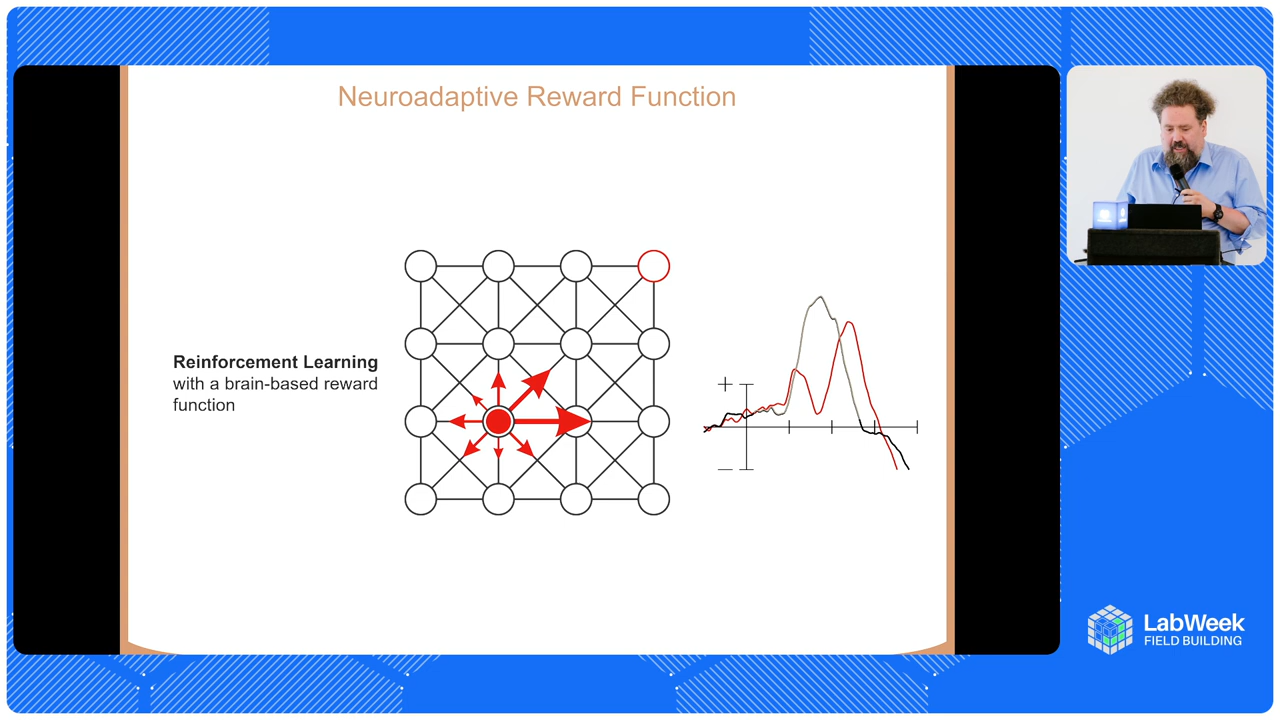 Neuroadaptive Reward Function
Reinforcement Learning
with a brain-based reward
function
+
−
LabWeek
FIELD BUILDING